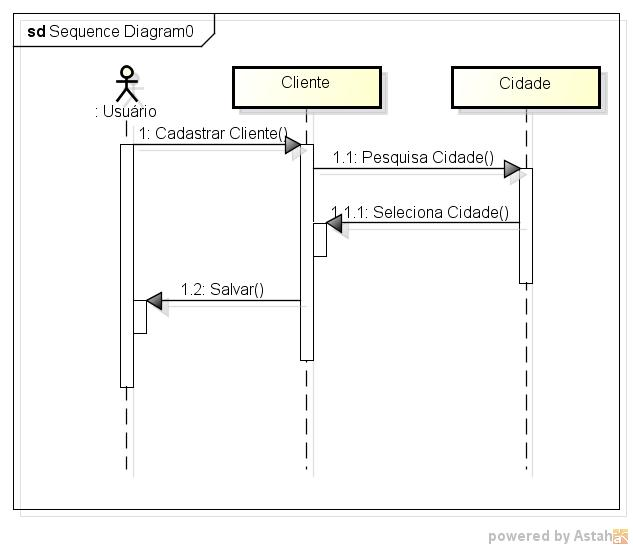 sd Sequence Diagram0
: Usuário
Cliente
Cidade
1: Cadastrar Cliente()
1.1: Pesquisa Cidade()
1.1.1: Seleciona Cidade()
1.2: Salvar()
powered by Astah